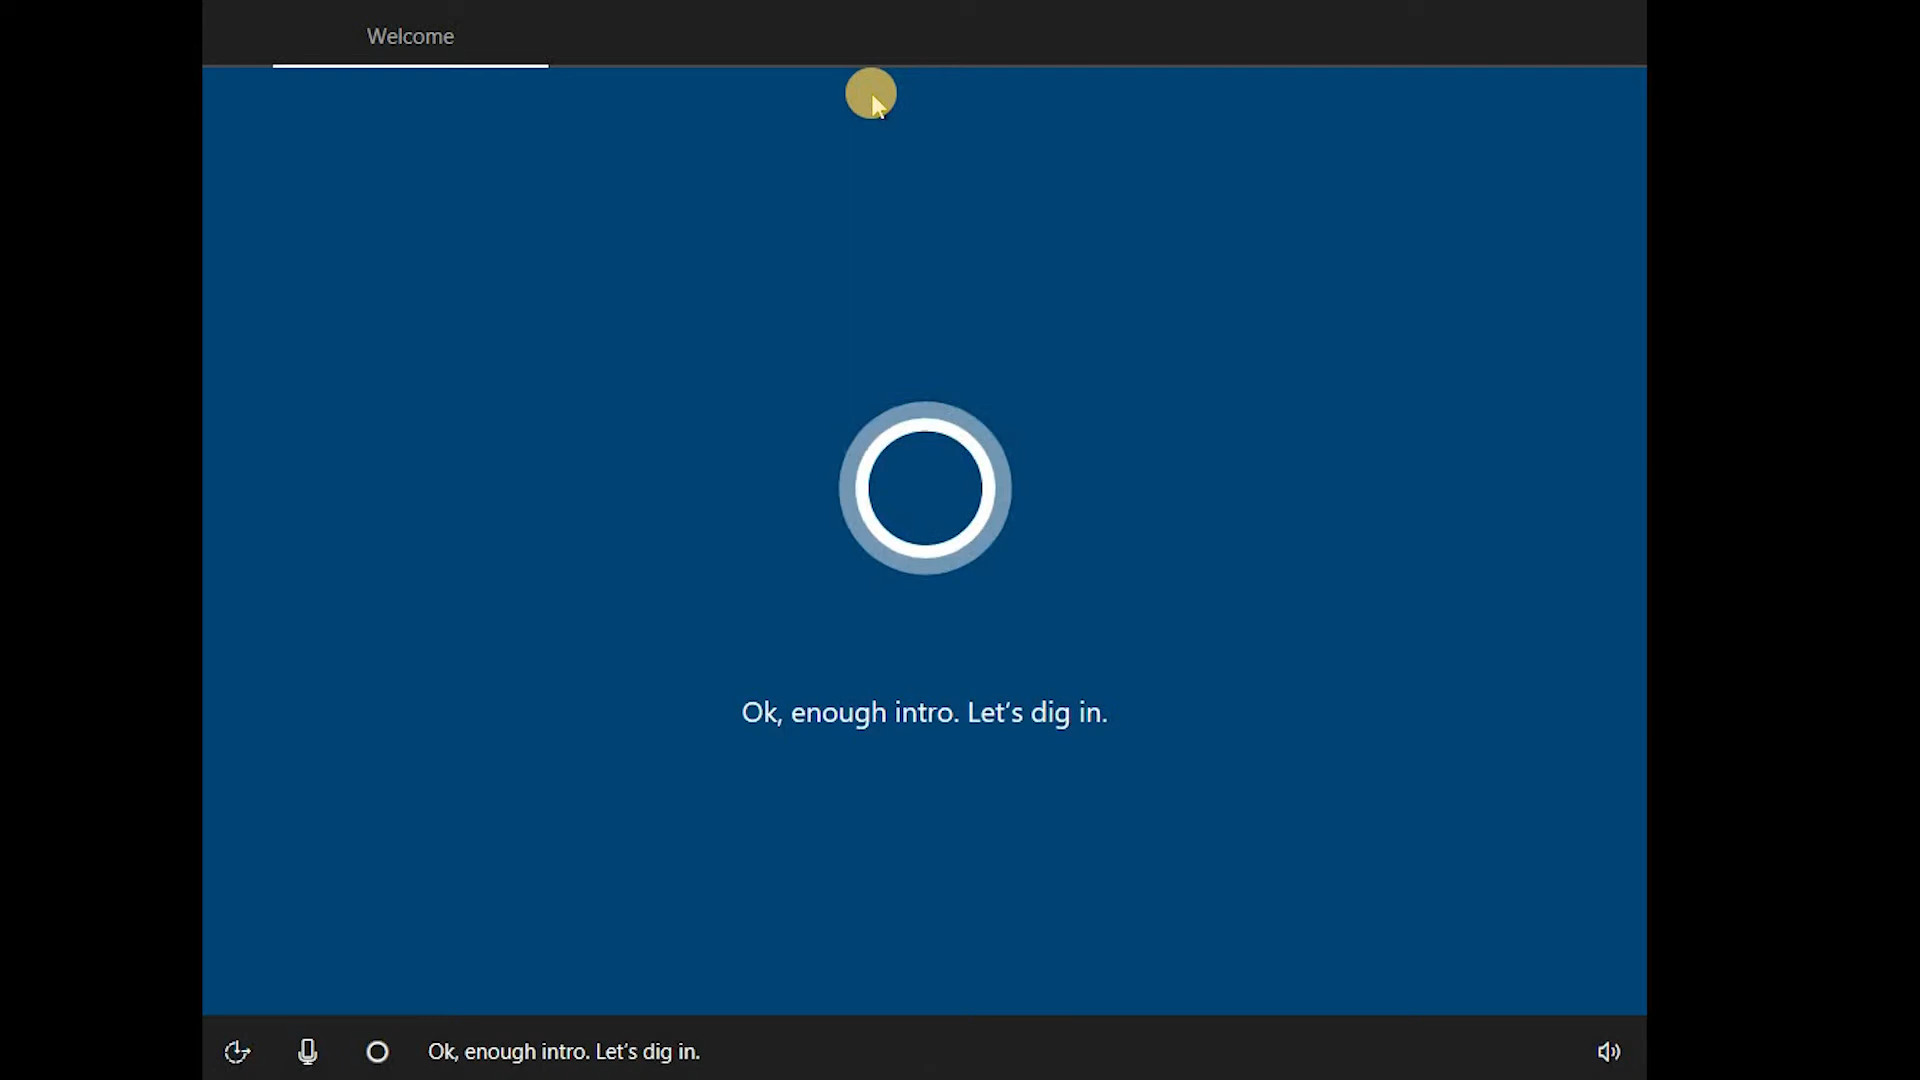 Welcome
Ok, enough intro. Let's dig in.
Ok, enough intro. Let's dig in.